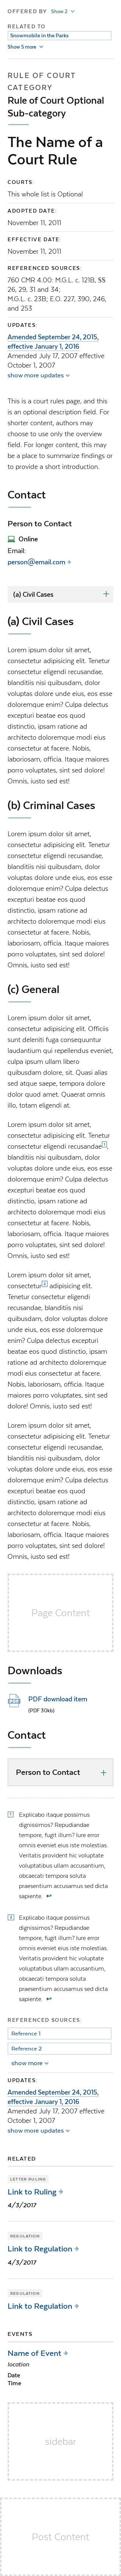 OFFERED BY Show 2
RELATED TO
Snowmobile in the Parks
Show 5 more
RULE OF COURT
CATEGORY
Rule of Court Optional
Sub-category
The Name of a
Court Rule
COURTS:
This whole list is Optional
ADOPTED DATE:
November, 11, 2011
EFFECTIVE DATE:
November, 11, 2011
REFERENCED SOURCES:
760 CMR 4.00: M.G.L. c. 121B, §§
26, 29, 31 and 34;
M.G.L. c. 23B; E.O. 227, 390, 246,
and 253
UPDATES:
Amended September 24, 2015,
effective January 1, 2016
Amended July 17, 2007 effective
October 1, 2007
show more updates
This is a court rule page, and this is
an optional description field. For
shorter content, authors may
choose to use only the overview
field. For longer content, this may
be a place to summarize findings or
otherwise provide a short
introduction.
Contact
Person to Contact
Online
Email:
person@email.com
(a) Civil Cases
(a) Civil Cases
Lorem ipsum dolor sit amet,
consectetur adipisicing elit. Tenetur
consectetur elegendi recusandae,
blanditiis nisi quibusdam, dolor
voluptates dolore unde eius, eos esse
dolorem quae enim? Culpa delectus
excepturi beatae eos quod
distinctio, ipsam ratione ad
architecto doloremque modi eius
consectetur at facere. Nobis,
laboriosam, officia. Itaque maiores
porro voluptates, sint sed dolore!
Omnis, iusto sed est!
(b) Criminal Cases
Lorem ipsum dolor sit amet,
consectetur adipisicing elit. Tenetur
consectetur elegendi recusandae,
blanditiis nisi quibusdam, dolor
voluptates dolore unde eius, eos esse
dolorem quae enim? Culpa delectus
excepturi beatae eos quod
distinctio, ipsam ratione ad
architecto doloremque modi eius
consectetur at facere. Nobis,
laboriosam, officia. Itaque maiores
porro voluptates, sint sed dolore!
Omnis, iusto sed est!
(c) General
Lorem ipsum dolor sit amet,
consectetur adipisicing elit. Officiis
sunt deleniti fuga consequuntur
laudantium qui repellendus eveniet,
culpa ipsum ullam libero
quibusdam dolore, sit. Quasi alias
sed atque saepe, tempora dolore
dolor quod amet. Quaerat omnis
illo, totam eligendi at.
Lorem ipsum dolor sit amet,
consectetur adipisicing elit. Tenetur
consectetur elegendi recusandae 1,
blanditiis nisi quibusdam, dolor
voluptates dolore unde eius, eos esse
dolorem quae enim? Culpa delectus
excepturi beatae eos quod
distinctio, ipsam ratione ad
architecto doloremque modi eius
consectetur at facere. Nobis,
laboriosam, officia. Itaque maiores
porro voluptates, sint sed dolore!
Omnis, iusto sed est!
Lorem ipsum dolor sit amet,
consectetur 2 adipisicing elit.
Tenetur consectetur elegendi
recusandae, blanditiis nisi
quibusdam, dolor voluptates dolore
unde eius, eos esse dolorem quae
enim? Culpa delectus excepturi
beatae eos quod distinctio, ipsam
ratione ad architecto doloremque
modi eius consectetur at facere.
Nobis, laboriosam, officia. Itaque
maiores porro voluptates, sint sed
dolore! Omnis, iusto sed est!
Lorem ipsum dolor sit amet,
consectetur adipisicing elit. Tenetur
consectetur elegendi recusandae,
blanditiis nisi quibusdam, dolor
voluptates dolore unde eius, eos esse
dolorem quae enim? Culpa delectus
excepturi beatae eos quod
distinctio, ipsam ratione ad
architecto doloremque modi eius
consectetur at facere. Nobis,
laboriosam, officia. Itaque maiores
porro voluptates, sint sed dolore!
Omnis, iusto sed est!
Page Content
Downloads
PDF download item
(PDF 30kb)
Contact
Person to Contact
1 Explicabo itaque possimus
dignissimos? Repudiandae
tempore, fugit illum? Iure error
omnis eveniet eius iste molestias.
Veritatis provident hic voluptate
voluptatibus ullam accusantium,
obcaecati tempora soluta
praesentium accusamus sed dicta
sapiente.
2 Explicabo itaque possimus
dignissimos? Repudiandae
tempore, fugit illum? Iure error
omnis eveniet eius iste molestias.
Veritatis provident hic voluptate
voluptatibus ullam accusantium,
obcaecati tempora soluta
praesentium accusamus sed dicta
sapiente.
REFERENCED SOURCES:
Reference 1
Reference 2
show more
UPDATES:
Amended September 24, 2015,
effective January 1, 2016
Amended July 17, 2007 effective
October 1, 2007
show more updates
RELATED
LETTER RULING
Link to Ruling
4/3/2017
REGULATION
Link to Regulation
4/3/2017
REGULATION
Link to Regulation
EVENTS
Name of Event
location
Date
Time
sidebar
Post Content